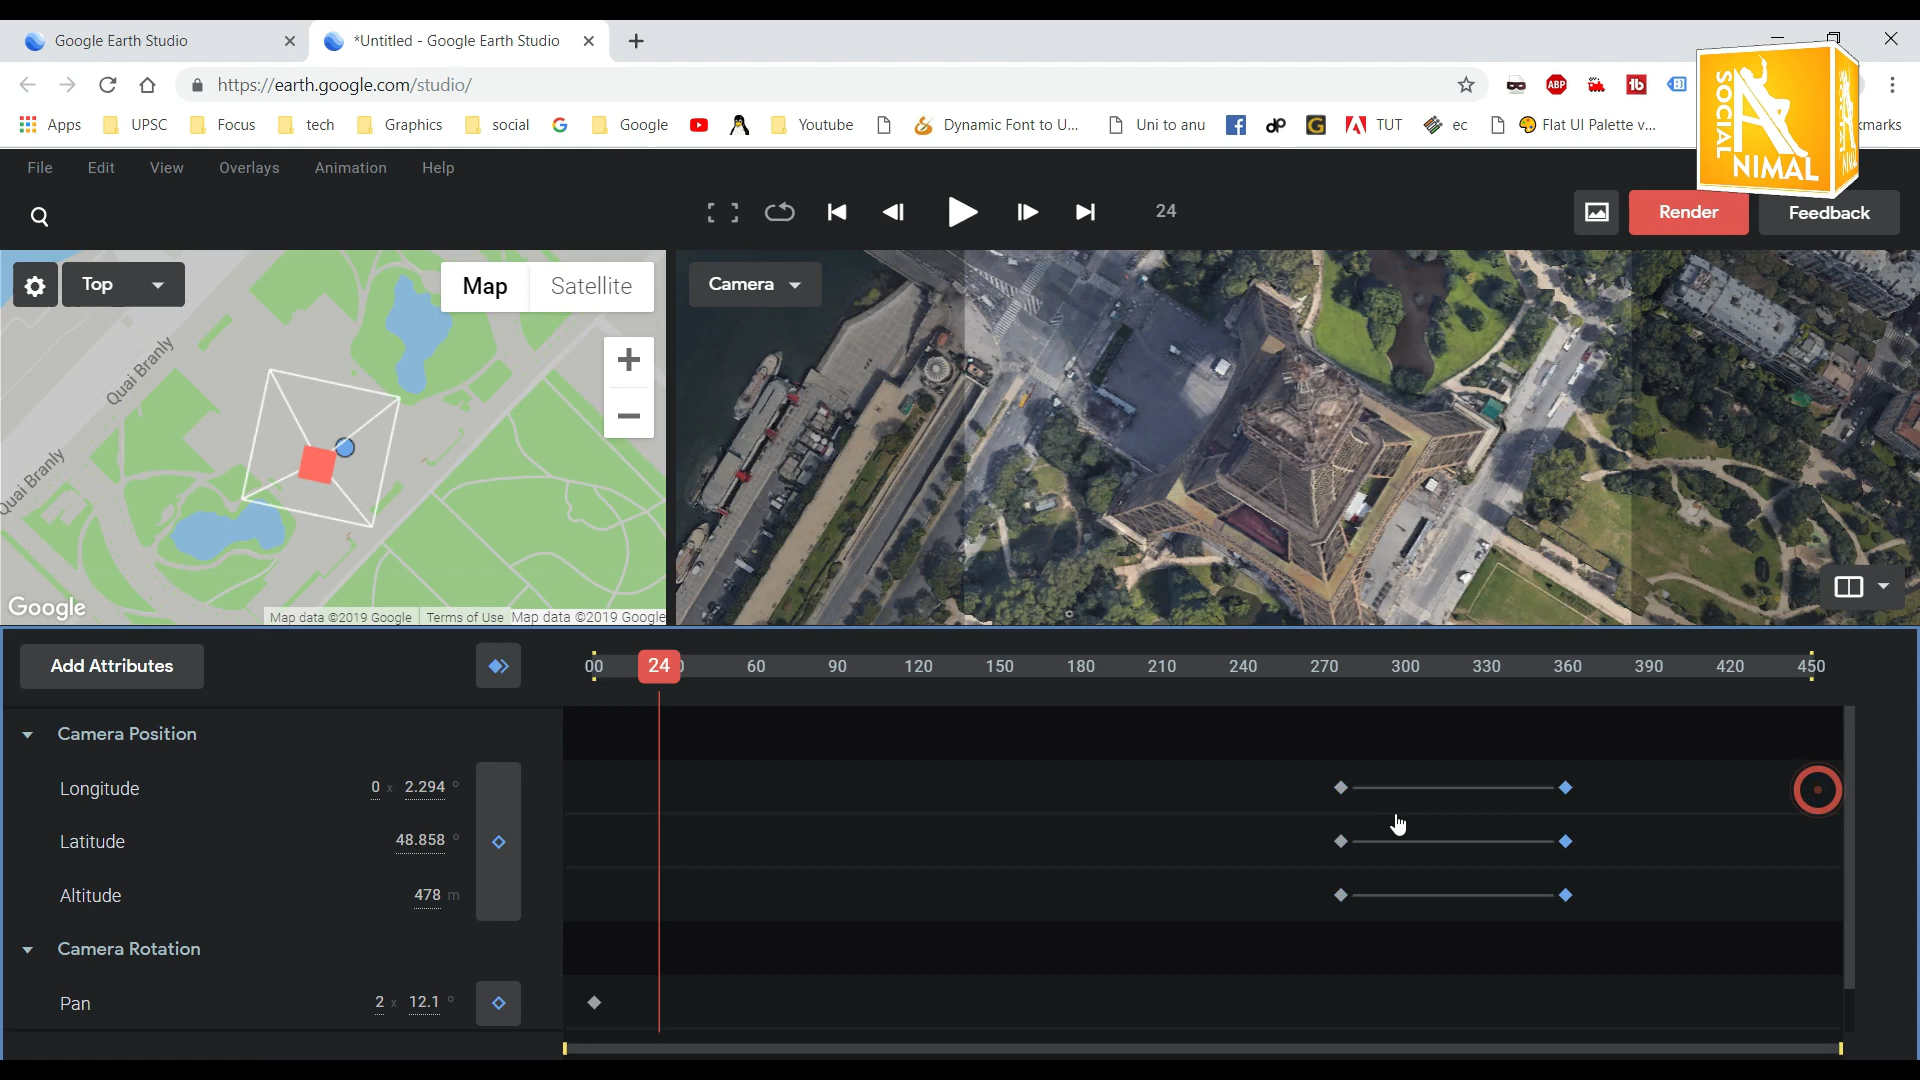 Google Earth Studio
*Untitled - Google Earth Studio
https://earth.google.com/studio/
ABP
Apps UPSC Focus tech Graphics social Google Youtube Dynamic Font to U... Uni to anu TUT ec Flat UI Palette v...
SOCIAL
ANIMAL
File Edit View Overlays Animation Help
24
Render
Feedback
Top
Map
Satellite
Camera
Quai Branly
Quai Branly
Google
Map data ©2019 Google Terms of Use Map data ©2019 Google
Add Attributes
00 24 60 90 120 150 180 210 240 270 300 330 360 390 420 450
Camera Position
Longitude 0 x 2.294 °
Latitude 48.858 °
Altitude 478 m
Camera Rotation
Pan 2 x 12.1 °